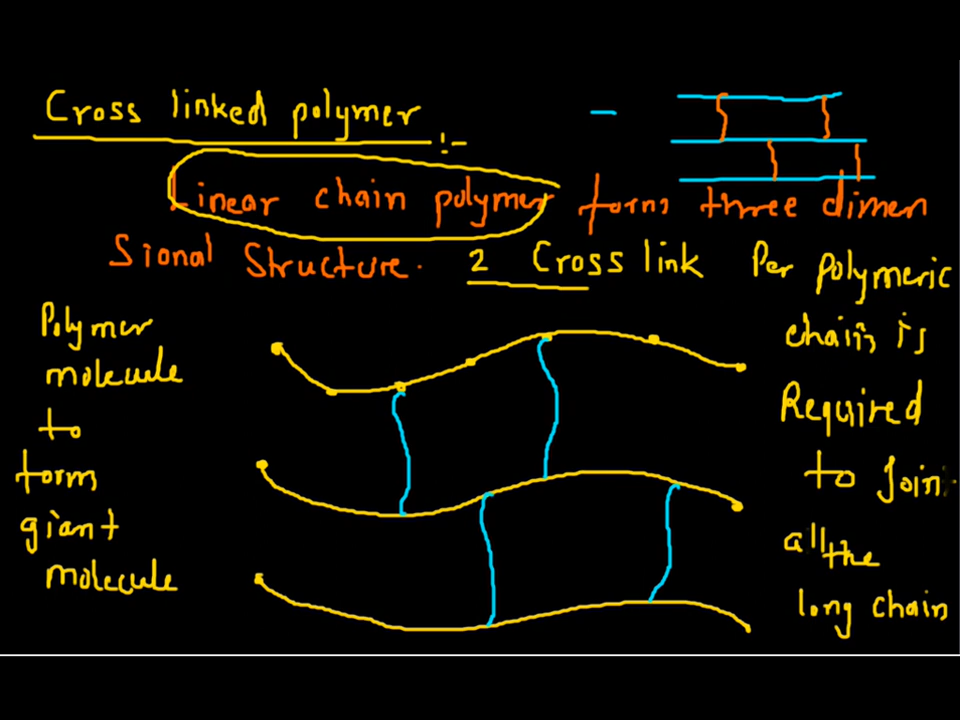 Cross linked polymer :-
Linear chain polymer forms three dimen
sional structure. 2 Cross link Per polymeric
chain is
Required
to Join
all the
long chain
Polymer
molecule
to
form
giant
molecule